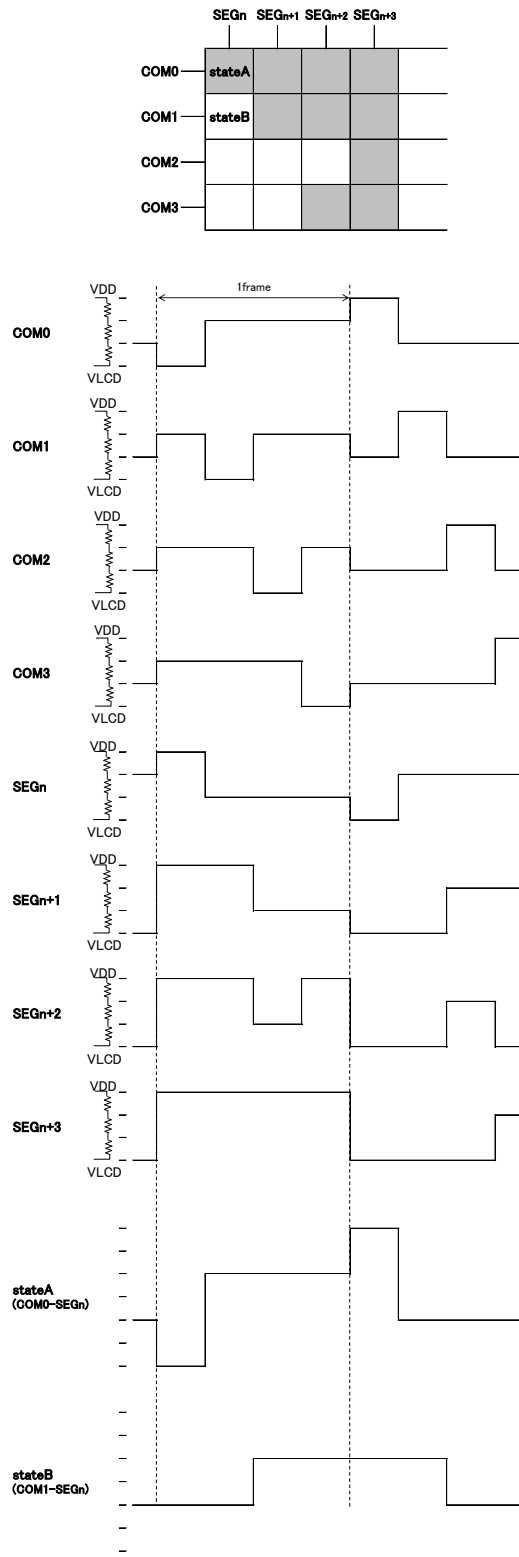 SEGn SEGn+1 SEGn+2 SEGn+3
COM0 stateA
COM1 stateB
COM2
COM3
VDD
1frame
COM0
VLCD
VDD
COM1
VLCD
VDD
COM2
VLCD
VDD
COM3
VLCD
VDD
SEGn
VLCD
VDD
SEGn+1
VLCD
VDD
SEGn+2
VLCD
VDD
SEGn+3
VLCD
stateA
(COM0-SEGn)
stateB
(COM1-SEGn)